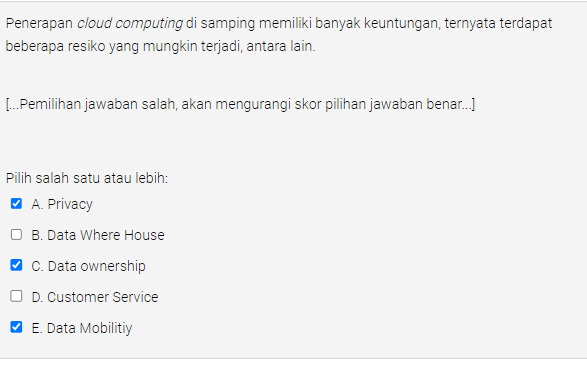 Penerapan cloud computing di samping memiliki banyak keuntungan, ternyata terdapat
beberapa resiko yang mungkin terjadi, antara lain.
[...Pemilihan jawaban salah, akan mengurangi skor pilihan jawaban benar...]
Pilih salah satu atau lebih:
A. Privacy
B. Data Where House
C. Data ownership
D. Customer Service
E. Data Mobilitiy